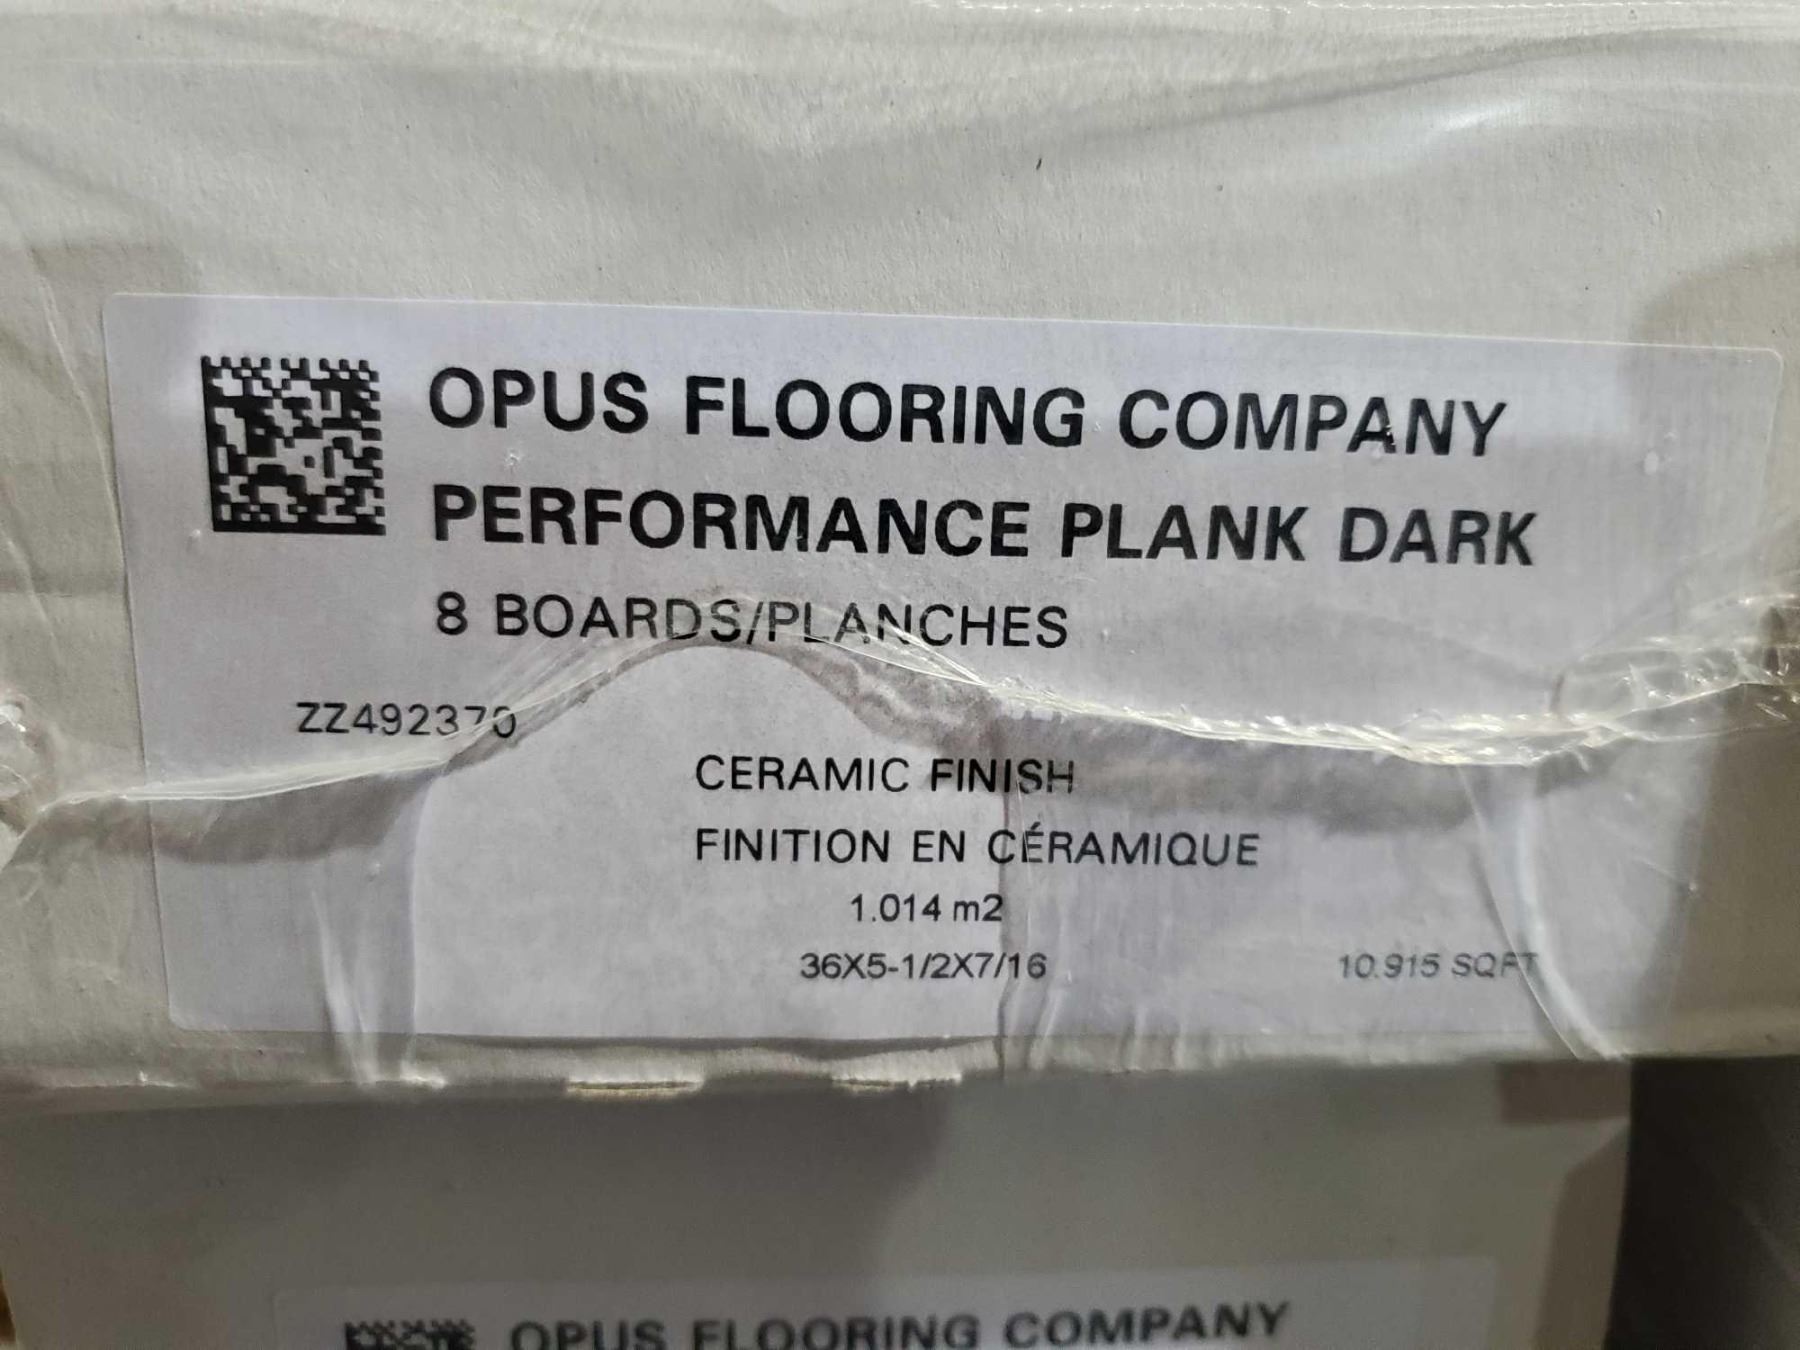 OPUS FLOORING COMPANY
PERFORMANCE PLANK DARK
8 BOARDS/PLANCHES
ZZ492370
CERAMIC FINISH
FINITION EN CÉRAMIQUE
1.014 m2
36X5-1/2X7/16 10.915 SQFT
OPUS FLOORING COMPANY